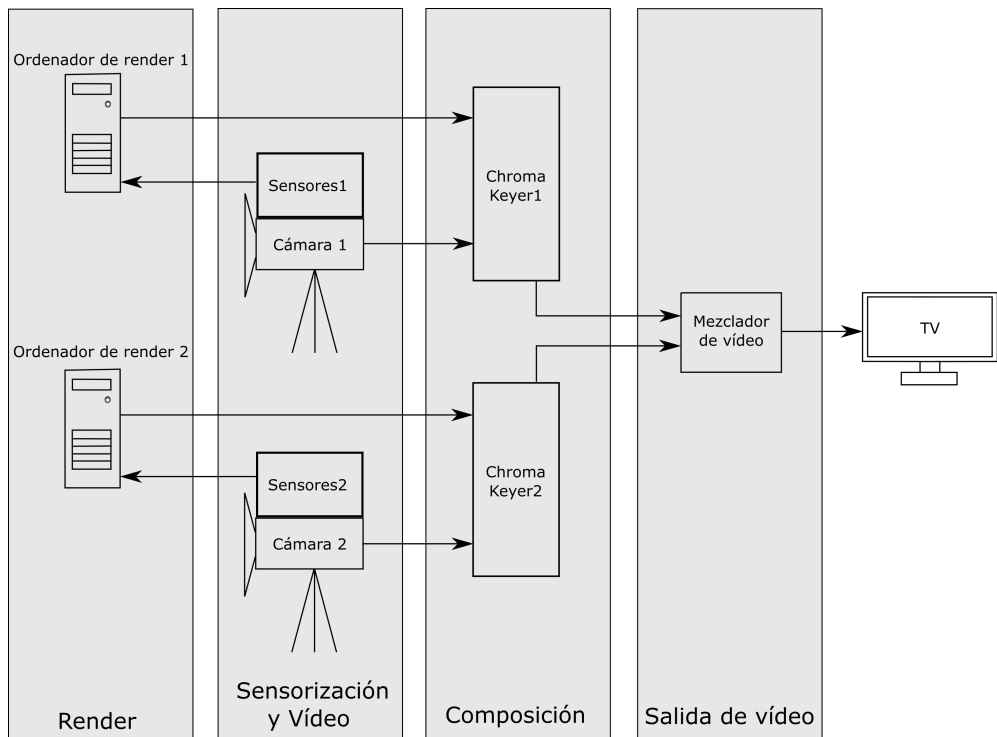 Ordenador de render 1
Sensores1
Cámara 1
Chroma
Keyer1
Mezclador
de vídeo
TV
Ordenador de render 2
Sensores2
Cámara 2
Chroma
Keyer2
Render
Sensorización
y Vídeo
Composición
Salida de vídeo